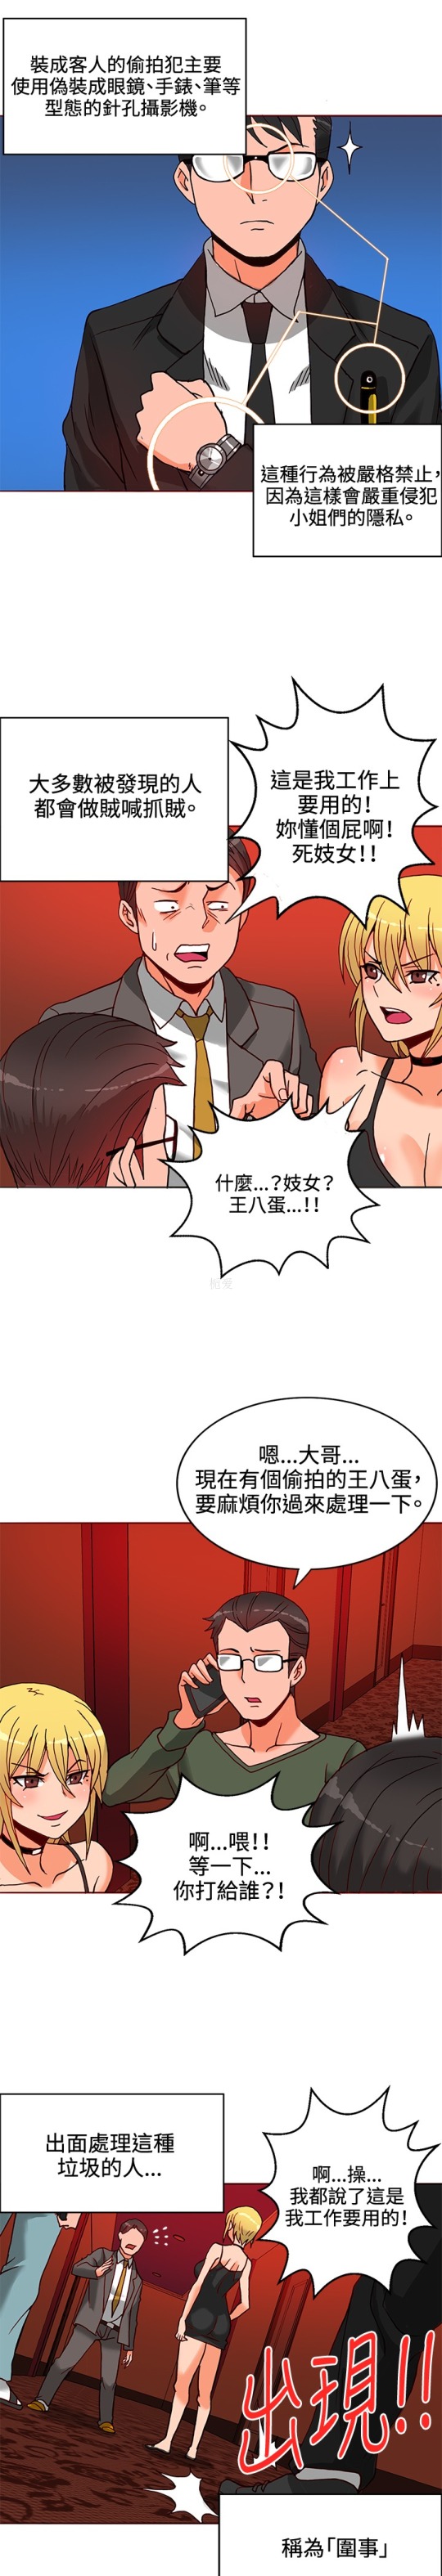 裝成客人的偷拍犯主要
使用偽裝成眼鏡、手錶、筆等
型態的針孔攝影機。
這種行為被嚴格禁止，
因為這樣會嚴重侵犯
小姐們的隱私。
大多數被發現的人
都會做賊喊抓賊。
這是我工作上
要用的！
妳懂個屁啊！
死妓女！！
什麼…？妓女？
王八蛋…！！
嗯…大哥…
現在有個偷拍的王八蛋，
要麻煩你過來處理一下。
啊…喂！！
等一下…
你打給誰？！
出面處理這種
垃圾的人…
啊…操…
我都說了這是
我工作要用的！
出現！！
稱為「圍事」